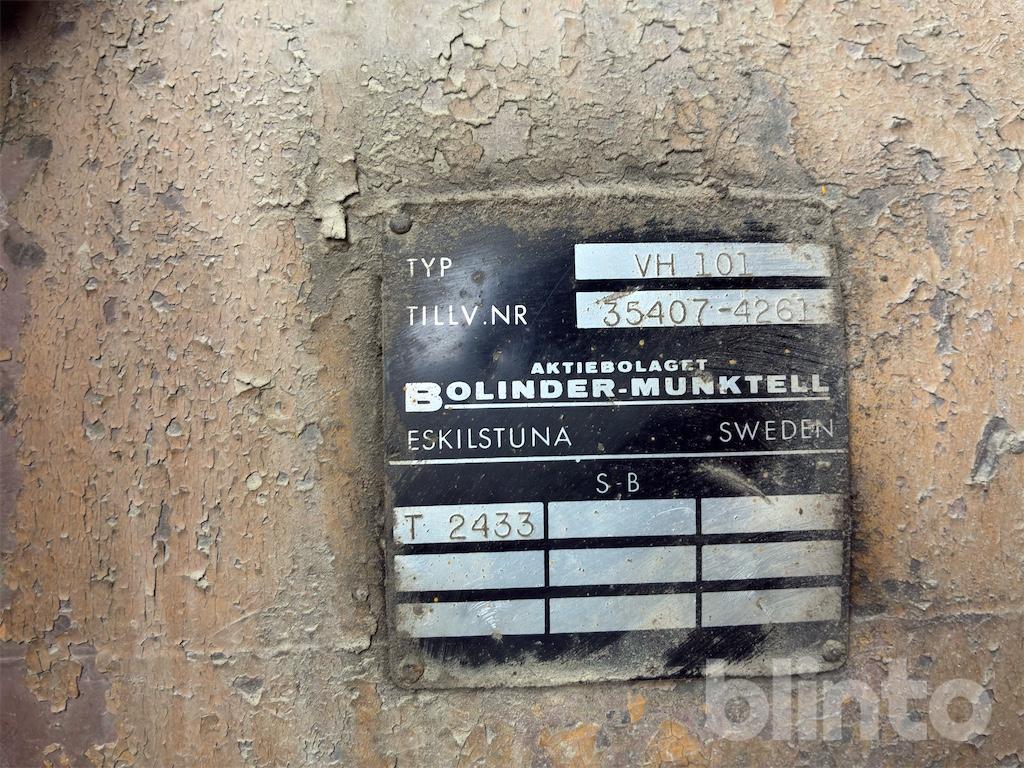 TYP VH 101
TILLV.NR 35407-4261
AKTIEBOLAGET
BOLINDER-MUNKTELL
ESKILSTUNA SWEDEN
S-B
T 2433
blinto